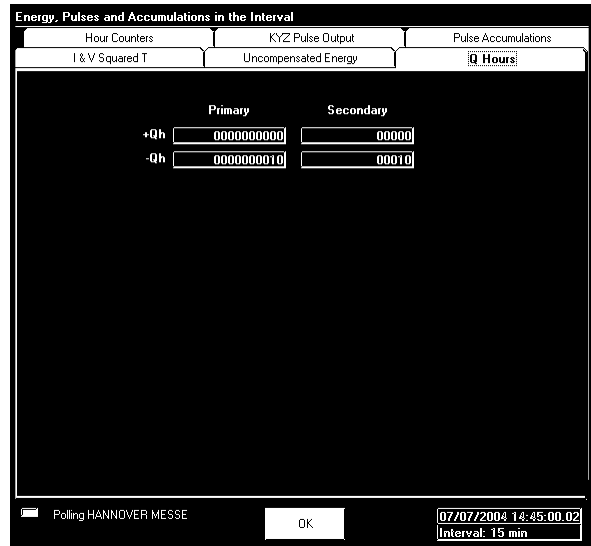 Energy, Pulses and Accumulations in the Interval
Hour Counters KYZ Pulse Output Pulse Accumulations
I & V Squared T Uncompensated Energy Q Hours
Primary Secondary
+Qh 0000000000 00000
-Qh 0000000010 00010
Polling HANNOVER MESSE OK 07/07/2004 14:45:00.02
Interval: 15 min